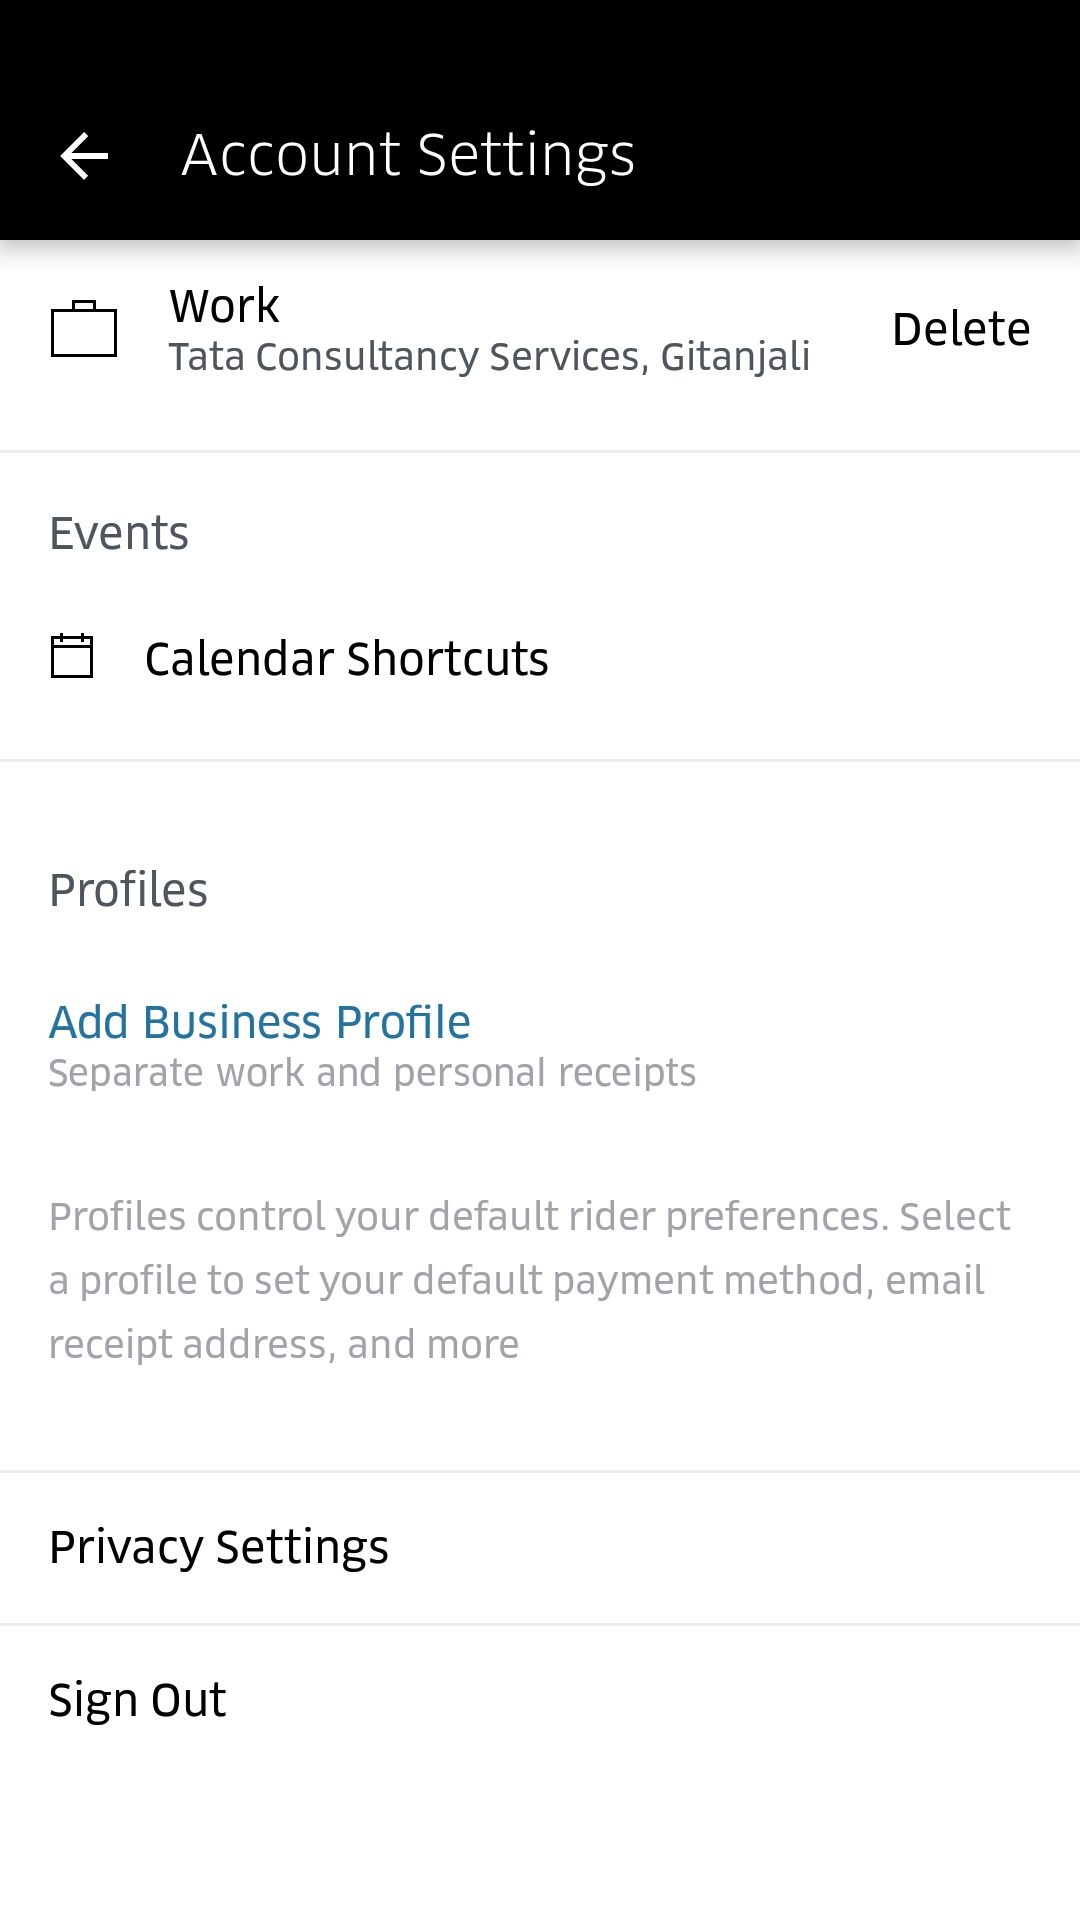 Account Settings
Work
Delete
Tata Consultancy Services, Gitanjali
Events
Calendar Shortcuts
Profiles
Add Business Profile
Separate work and personal receipts
Profiles control your default rider preferences. Select
a profile to set your default payment method, email
receipt address, and more
Privacy Settings
Sign Out